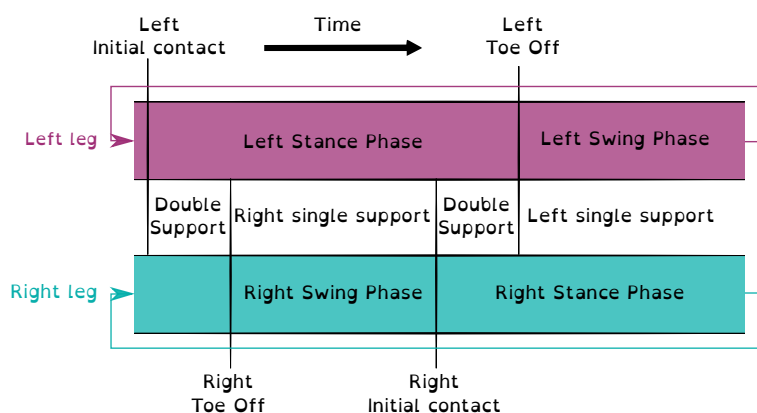 Left
Initial contact
Time
Left
Toe Off
Left leg
Left Stance Phase
Left Swing Phase
Double
Support
Right single support
Double
Support
Left single support
Right leg
Right Swing Phase
Right Stance Phase
Right
Toe Off
Right
Initial contact